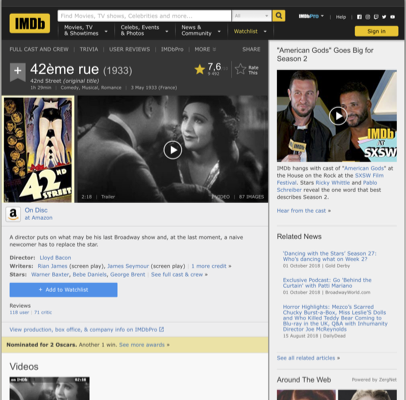 IMDb
Find Movies, TV shows, Celebrities and more...
All
IMDbPro
Help
Movies, TV
& Showtimes
Celebs, Events
& Photos
News &
Community
Watchlist
Sign in
FULL CAST AND CREW | TRIVIA | USER REVIEWS | IMDbPro | MORE
SHARE
42ème rue (1933)
42nd Street (original title)
1h 29min | Comedy, Musical, Romance | 3 May 1933 (France)
7,6
Rate
This
42ND
STREET
2:18 | Trailer
VIDEO | 87 IMAGES
On Disc
at Amazon
A director puts on what may be his last Broadway show and, at the last moment, a naive
newcomer has to replace the star.
Director: Lloyd Bacon
Writers: Rian James (screen play), James Seymour (screen play) | 1 more credit »
Stars: Warner Baxter, Bebe Daniels, George Brent | See full cast & crew »
+ Add to Watchlist
Reviews
118 user | 71 critic
View production, box office, & company info on IMDbPro
Nominated for 2 Oscars. Another 1 win. See more awards »
Videos
"American Gods" Goes Big for
Season 2
IMDb
SXSW
IMDb hangs with cast of "American Gods" at
the House on the Rock at the SXSW Film
Festival. Stars Ricky Whittle and Pablo
Schreiber reveal the one word that best
describes Season 2.
Hear from the cast »
Related News
'Dancing with the Stars' Season 27:
Who's dancing what on Week 2?
01 October 2018 | Gold Derby
Exclusive Podcast: Go 'Behind the
Curtain' with Patti Mariano
01 October 2018 | BroadwayWorld.com
Horror Highlights: Mezco's Scarred
Chucky Burst-a-Box, Miss Leslie'S Dolls
and Who Killed Teddy Bear Coming to
Blu-ray in the UK, Q&A with Inhumanity
Director Joe McReynolds
15 August 2018 | DailyDead
See all related articles »
Around The Web
Powered by ZergNet